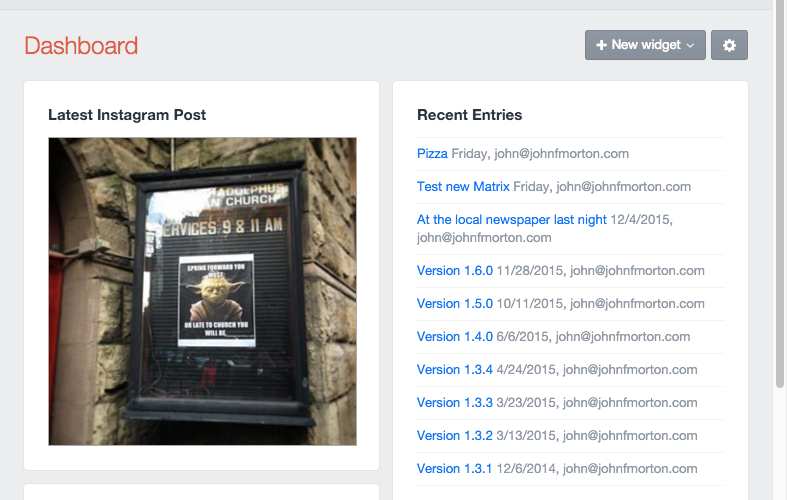 Dashboard
New widget
Latest Instagram Post
ADOLPHUS
AN CHURCH
SERVICES 9 & 11 AM
SPRING FORWARD YOU
MUST
OR LATE TO CHURCH YOU
WILL BE
Recent Entries
Pizza Friday, john@johnfmorton.com
Test new Matrix Friday, john@johnfmorton.com
At the local newspaper last night 12/4/2015,
john@johnfmorton.com
Version 1.6.0 11/28/2015, john@johnfmorton.com
Version 1.5.0 10/11/2015, john@johnfmorton.com
Version 1.4.0 6/6/2015, john@johnfmorton.com
Version 1.3.4 4/24/2015, john@johnfmorton.com
Version 1.3.3 3/23/2015, john@johnfmorton.com
Version 1.3.2 3/13/2015, john@johnfmorton.com
Version 1.3.1 12/6/2014, john@johnfmorton.com